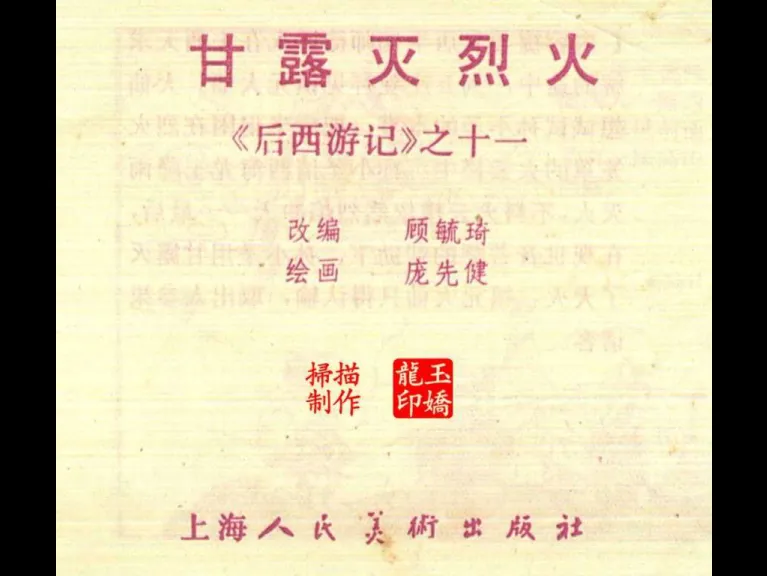 甘露灭烈火
《后西游记》之十一
改编 顾毓琦
绘画 庞先健
掃描
制作
玉嬌
龍印
上海人民美術出版社